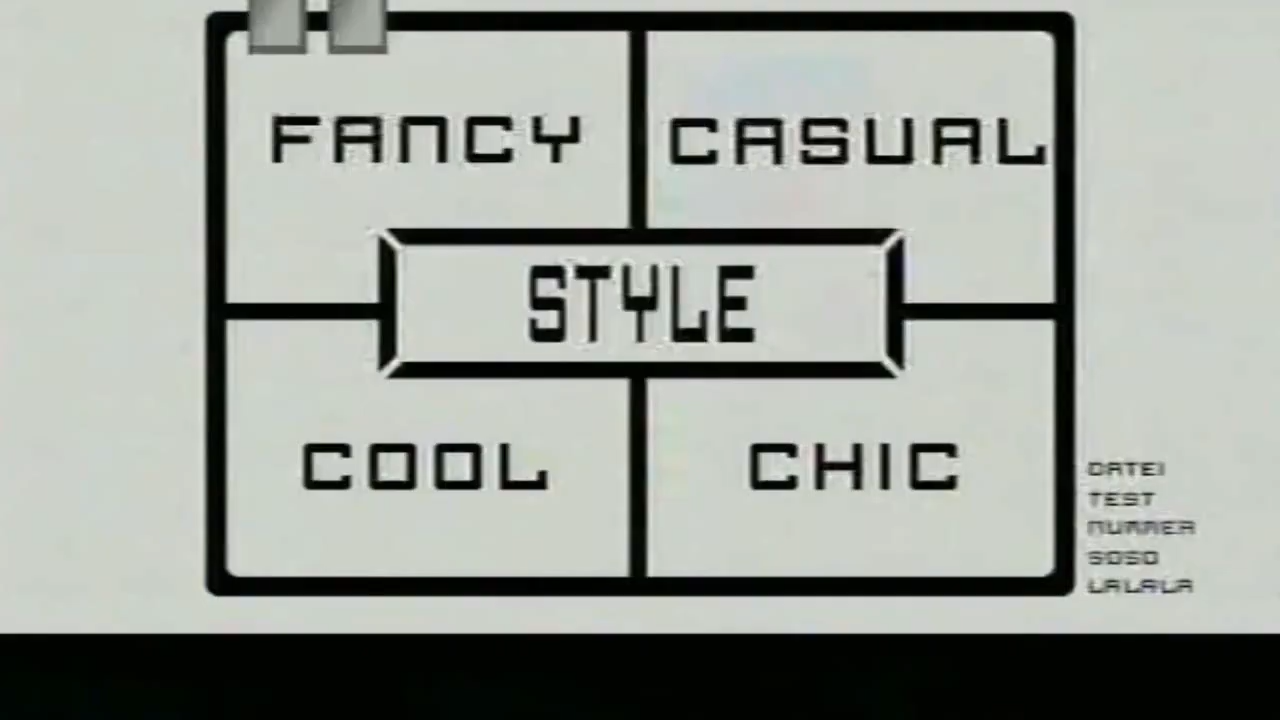 FANCY CASUAL
STYLE
COOL CHIC
DATEI
TEST
NUMMER
SOSO
LALALA